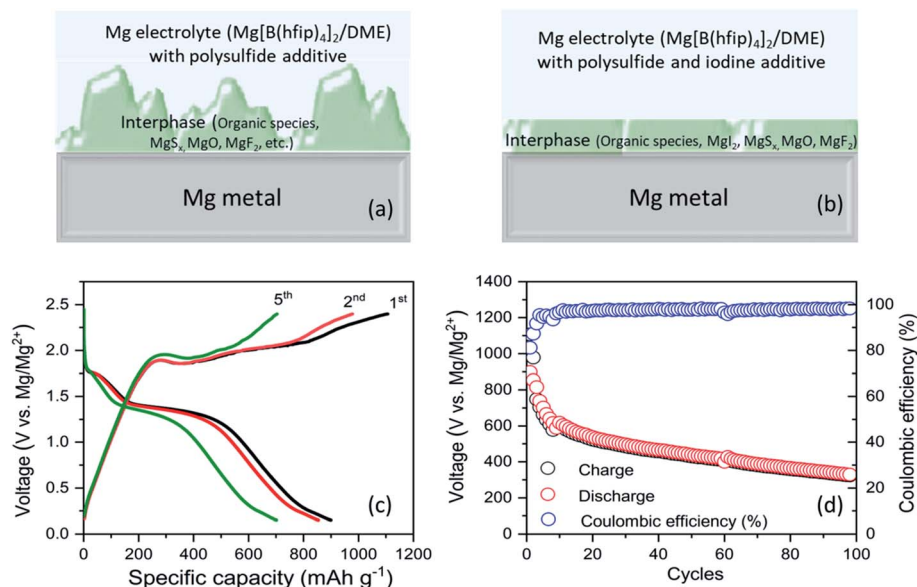 Mg electrolyte (Mg[B(hfip)₄]₂/DME)
with polysulfide additive
Interphase (Organic species,
MgSₓ, MgO, MgF₂, etc.)
Mg metal
(a)
Mg electrolyte (Mg[B(hfip)₄]₂/DME)
with polysulfide and iodine additive
Interphase (Organic species, MgI₂, MgSₓ, MgO, MgF₂)
Mg metal
(b)
Voltage (V vs. Mg/Mg²⁺)
2.5
2.0
1.5
1.0
0.5
0.0
5ᵗʰ
2ⁿᵈ
1ˢᵗ
(c)
0 200 400 600 800 1000 1200
Specific capacity (mAh g⁻¹)
Voltage (V vs. Mg/Mg²⁺)
1400
1200
1000
800
600
400
200
0
Charge
Discharge
Coulombic efficiency (%)
(d)
0 20 40 60 80 100
Cycles
100
80
60
40
20
0
Coulombic efficiency (%)